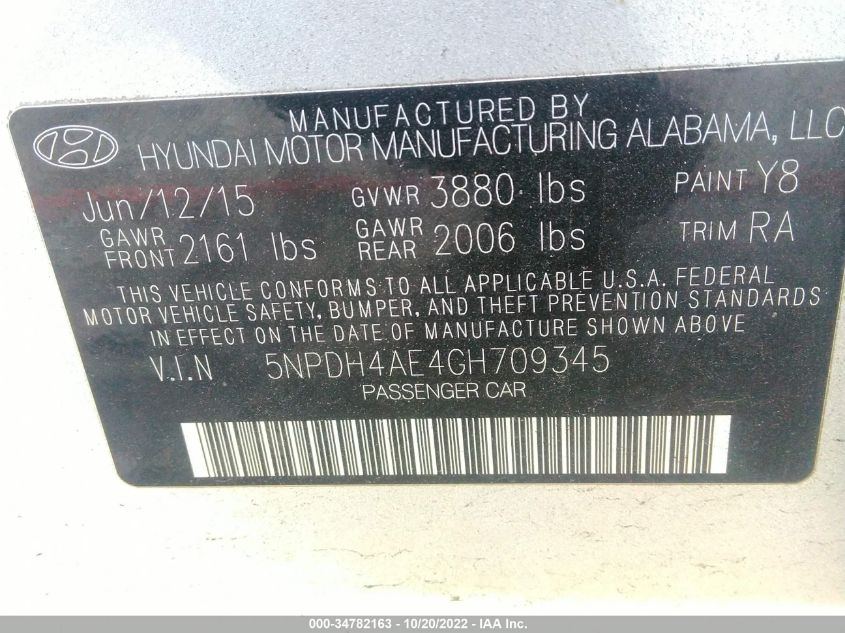 MANUFACTURED BY
HYUNDAI MOTOR MANUFACTURING ALABAMA, LLC
Jun/12/15 GVWR 3880 lbs PAINT Y8
GAWR FRONT 2161 lbs GAWR REAR 2006 lbs TRIM RA
THIS VEHICLE CONFORMS TO ALL APPLICABLE U.S.A. FEDERAL
MOTOR VEHICLE SAFETY, BUMPER, AND THEFT PREVENTION STANDARDS
IN EFFECT ON THE DATE OF MANUFACTURE SHOWN ABOVE
V.I.N 5NPDH4AE4GH709345
PASSENGER CAR
000-34782163 - 10/20/2022 - IAA Inc.